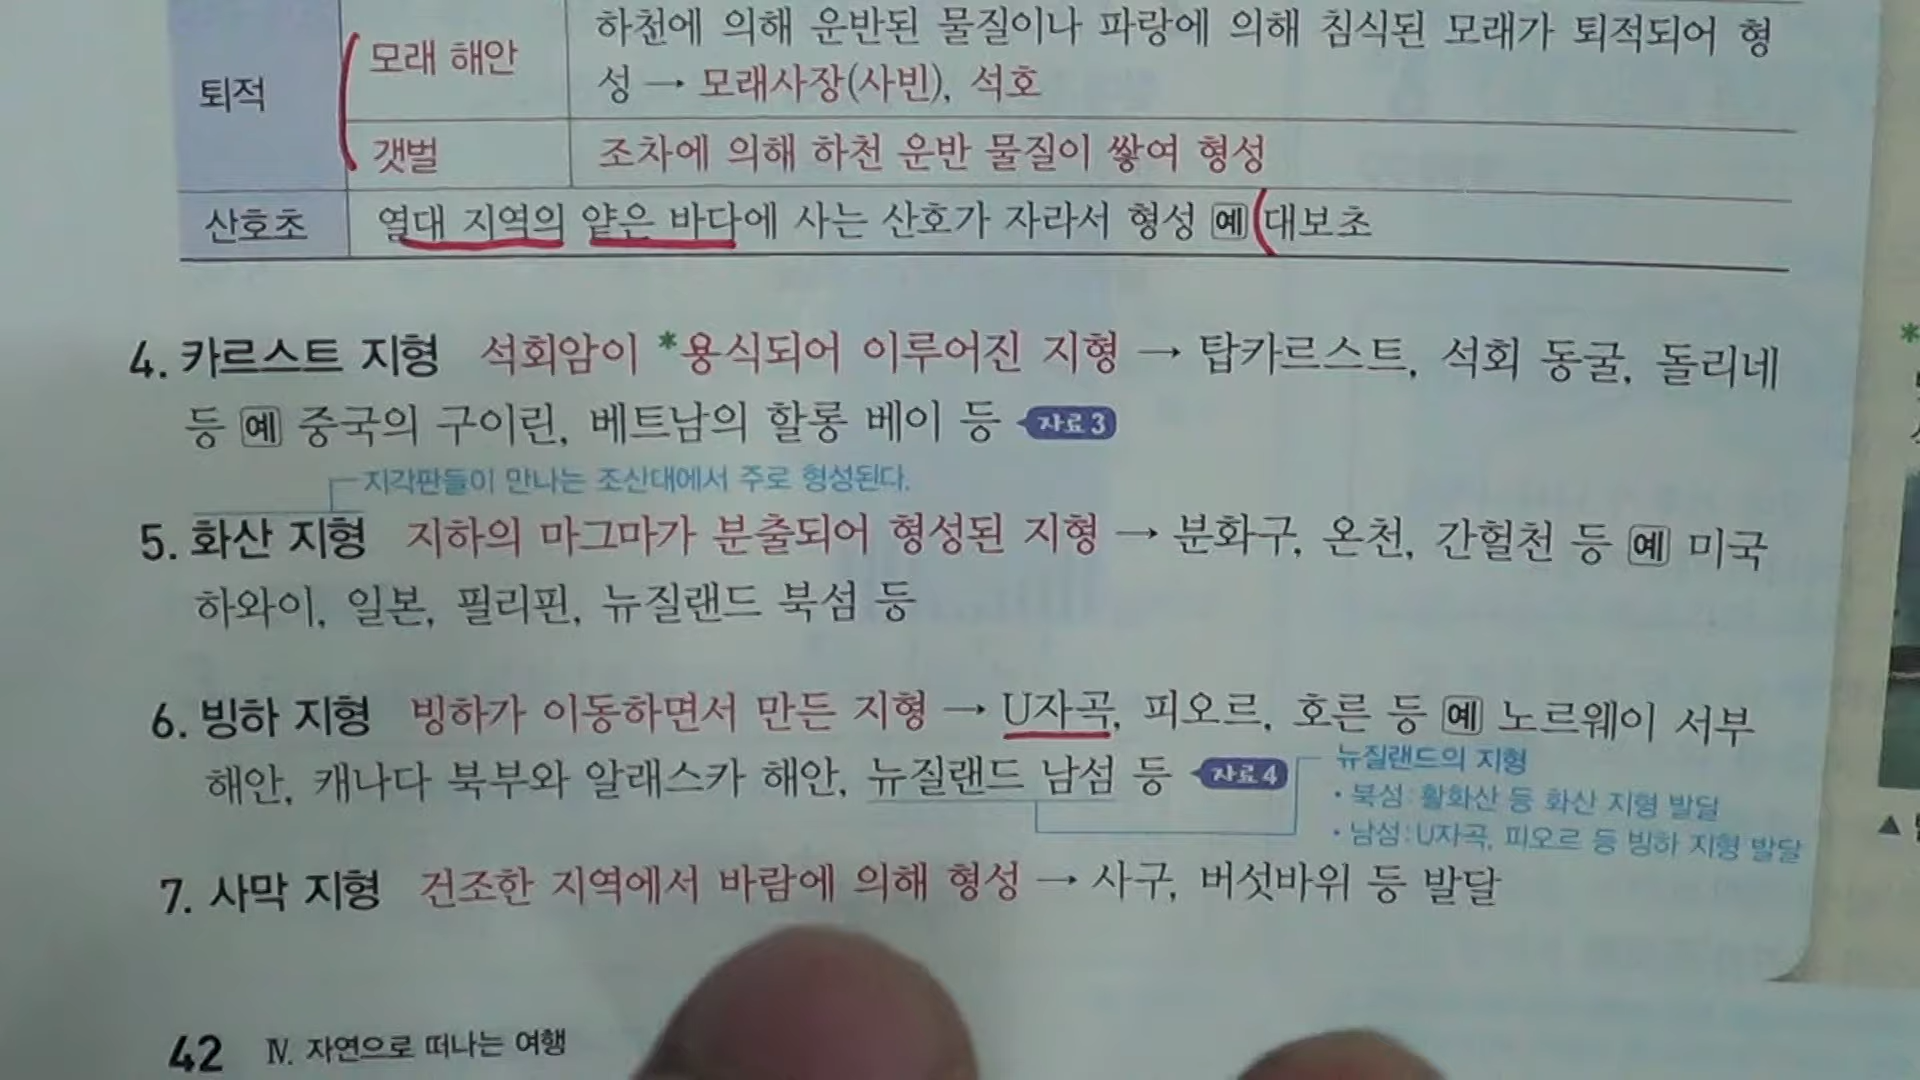 하천에 의해 운반된 물질이나 파랑에 의해 침식된 모래가 퇴적되어 형
퇴적
모래 해안
성 → 모래사장(사빈), 석호
갯벌
조차에 의해 하천 운반 물질이 쌓여 형성
산호초
열대 지역의 얕은 바다에 사는 산호가 자라서 형성 예 대보초
4. 카르스트 지형 석회암이 *용식되어 이루어진 지형 → 탑카르스트, 석회 동굴, 돌리네
등 예 중국의 구이린, 베트남의 할롱 베이 등 자료3
지각판들이 만나는 조산대에서 주로 형성된다.
5. 화산 지형 지하의 마그마가 분출되어 형성된 지형 → 분화구, 온천, 간헐천 등 예 미국
하와이, 일본, 필리핀, 뉴질랜드 북섬 등
6. 빙하 지형 빙하가 이동하면서 만든 지형 → U자곡, 피오르, 호른 등 예 노르웨이 서부
해안, 캐나다 북부와 알래스카 해안, 뉴질랜드 남섬 등 자료4
뉴질랜드의 지형
• 북섬: 활화산 등 화산 지형 발달
• 남섬: U자곡, 피오르 등 빙하 지형 발달
7. 사막 지형 건조한 지역에서 바람에 의해 형성 → 사구, 버섯바위 등 발달
42 Ⅳ. 자연으로 떠나는 여행